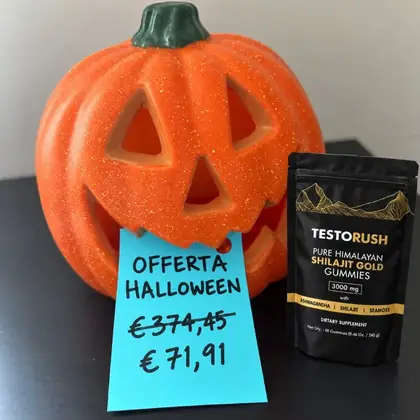 OFFERTA
HALLOWEEN
€374,45
€71,91
TESTORUSH
PURE HIMALAYAN
SHILAJIT GOLD
GUMMIES
3000 mg
with
ASHWAGANDHA | SHILAJIT | SEAMOSS
DIETARY SUPPLEMENT